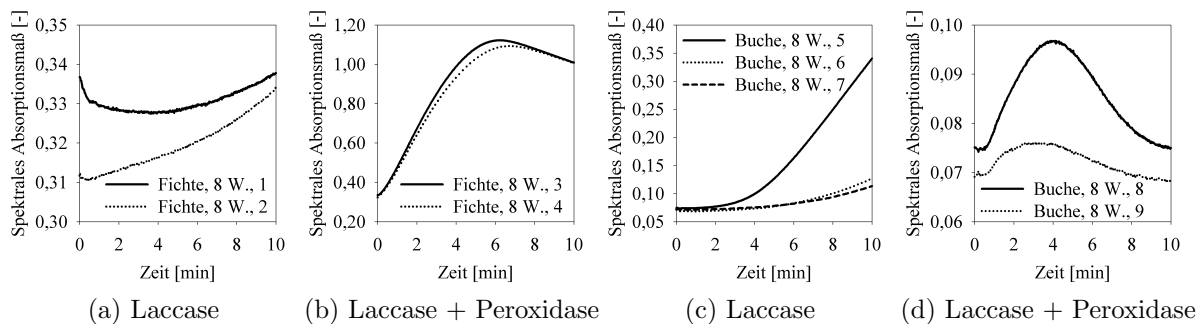 Spektrales Absorptionsmaß [-]
0,35
0,34
0,33
0,32
0,31
0,30
Fichte, 8 W., 1
Fichte, 8 W., 2
0 2 4 6 8 10
Zeit [min]
(a) Laccase
Spektrales Absorptionsmaß [-]
1,20
1,00
0,80
0,60
0,40
0,20
Fichte, 8 W., 3
Fichte, 8 W., 4
0 2 4 6 8 10
Zeit [min]
(b) Laccase + Peroxidase
Spektrales Absorptionsmaß [-]
0,40
0,35
0,30
0,25
0,20
0,15
0,10
0,05
Buche, 8 W., 5
Buche, 8 W., 6
Buche, 8 W., 7
0 2 4 6 8 10
Zeit [min]
(c) Laccase
Spektrales Absorptionsmaß [-]
0,10
0,09
0,08
0,07
0,06
Buche, 8 W., 8
Buche, 8 W., 9
0 2 4 6 8 10
Zeit [min]
(d) Laccase + Peroxidase